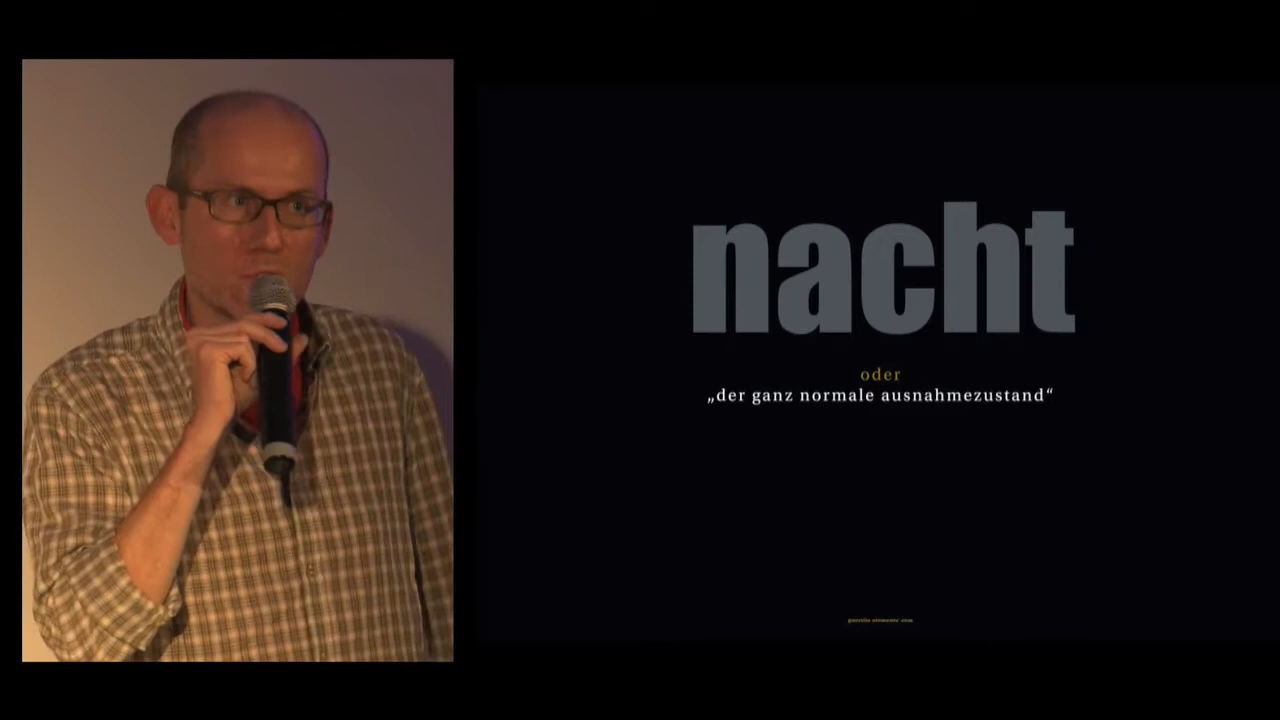 nacht
oder
„der ganz normale ausnahmezustand“